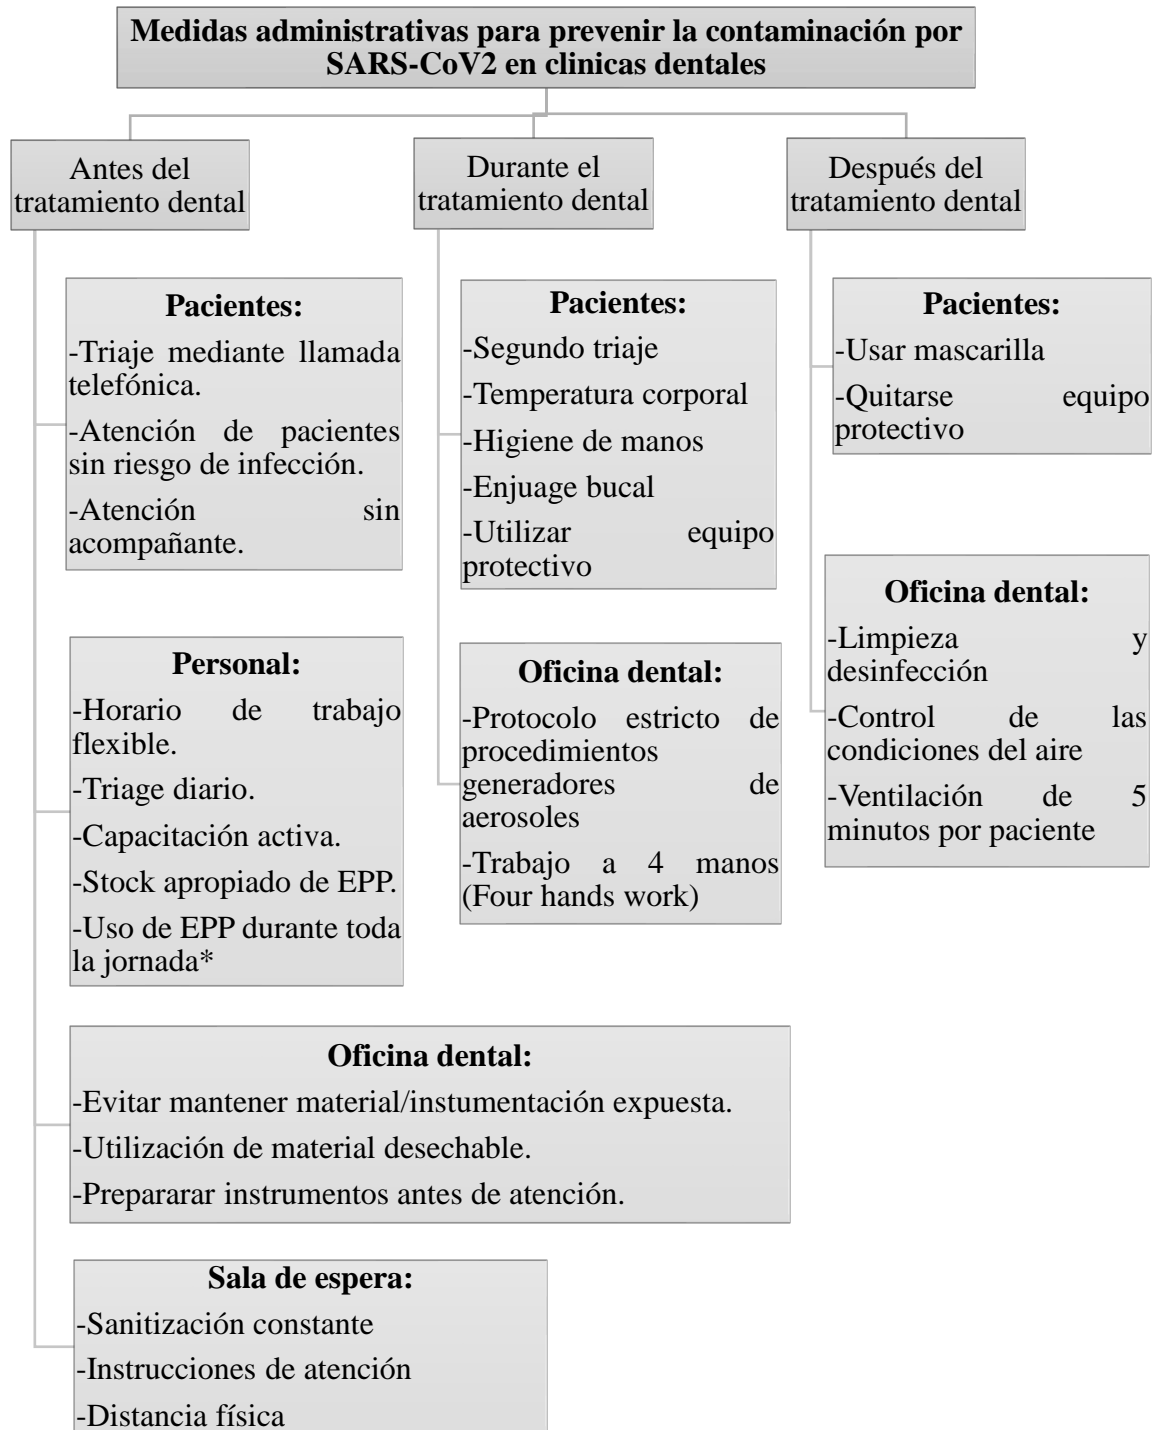 Medidas administrativas para prevenir la contaminación por
SARS-CoV2 en clinicas dentales
Antes del
tratamiento dental
Pacientes:
-Triaje mediante llamada
telefónica.
-Atención de pacientes
sin riesgo de infección.
-Atención sin
acompañante.
Personal:
-Horario de trabajo
flexible.
-Triage diario.
-Capacitación activa.
-Stock apropiado de EPP.
-Uso de EPP durante toda
la jornada*
Oficina dental:
-Evitar mantener material/instumentación expuesta.
-Utilización de material desechable.
-Prepararar instrumentos antes de atención.
Sala de espera:
-Sanitización constante
-Instrucciones de atención
-Distancia física
Durante el
tratamiento dental
Pacientes:
-Segundo triaje
-Temperatura corporal
-Higiene de manos
-Enjuage bucal
-Utilizar equipo
protectivo
Oficina dental:
-Protocolo estricto de
procedimientos
generadores de
aerosoles
-Trabajo a 4 manos
(Four hands work)
Después del
tratamiento dental
Pacientes:
-Usar mascarilla
-Quitarse equipo
protectivo
Oficina dental:
-Limpieza y
desinfección
-Control de las
condiciones del aire
-Ventilación de 5
minutos por paciente